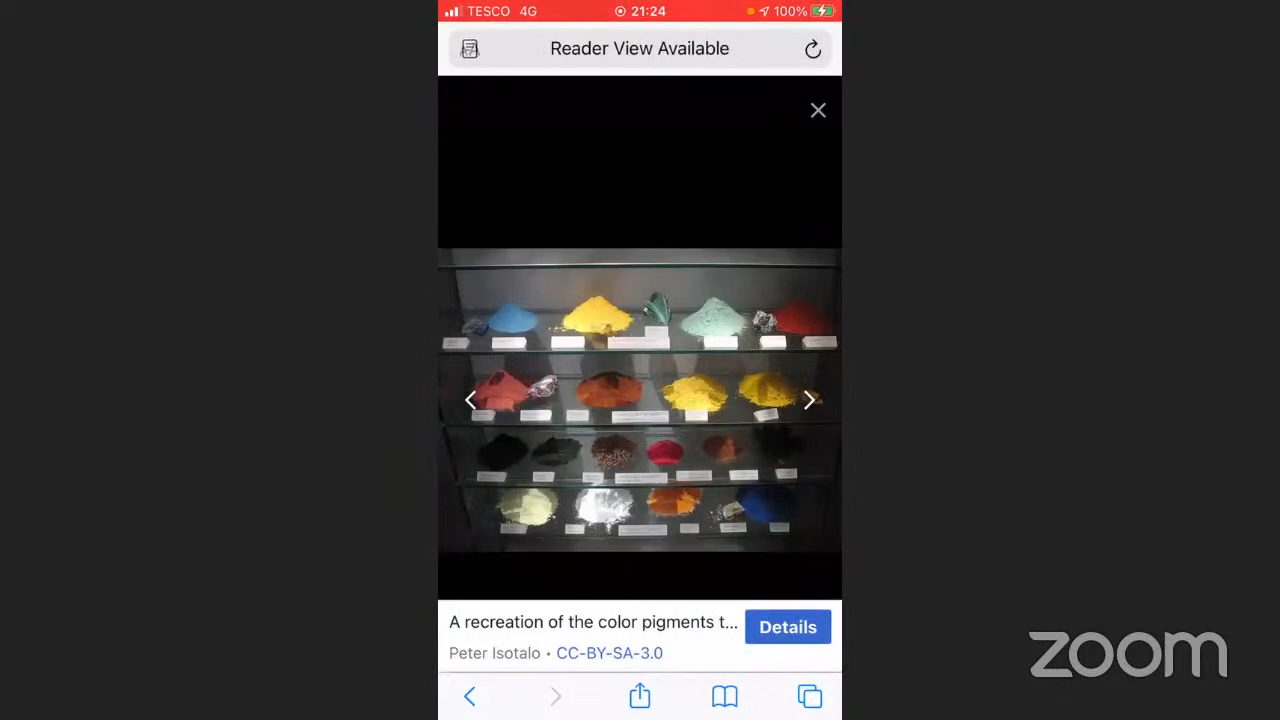 TESCO 4G 21:24 100%
Reader View Available
A recreation of the color pigments t...
Details
Peter Isotalo • CC-BY-SA-3.0
zoom